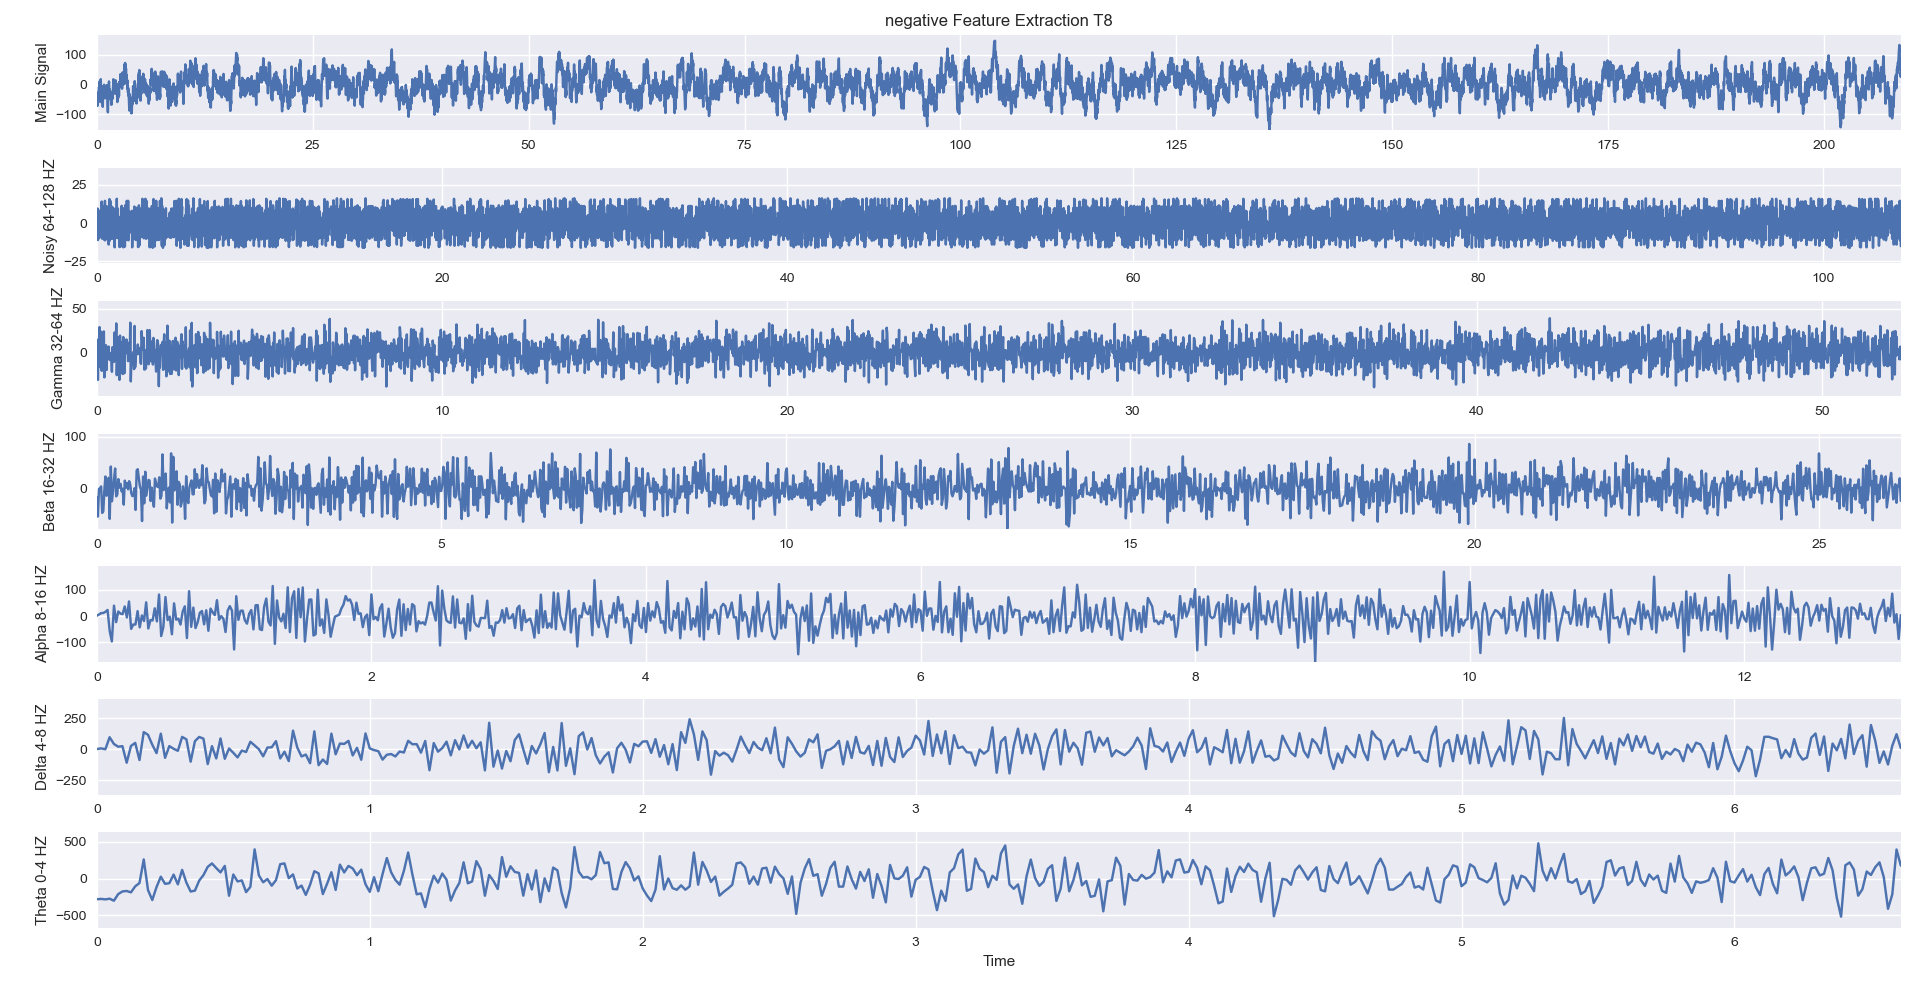 negative Feature Extraction T8
Main Signal
100
0
−100
0 25 50 75 100 125 150 175 200
Noisy 64-128 HZ
25
0
−25
0 20 40 60 80 100
Gamma 32-64 HZ
50
0
0 10 20 30 40 50
Beta 16-32 HZ
100
0
0 5 10 15 20 25
Alpha 8-16 HZ
100
0
−100
0 2 4 6 8 10 12
Delta 4-8 HZ
250
0
−250
0 1 2 3 4 5 6
Theta 0-4 HZ
500
0
−500
0 1 2 3 4 5 6
Time